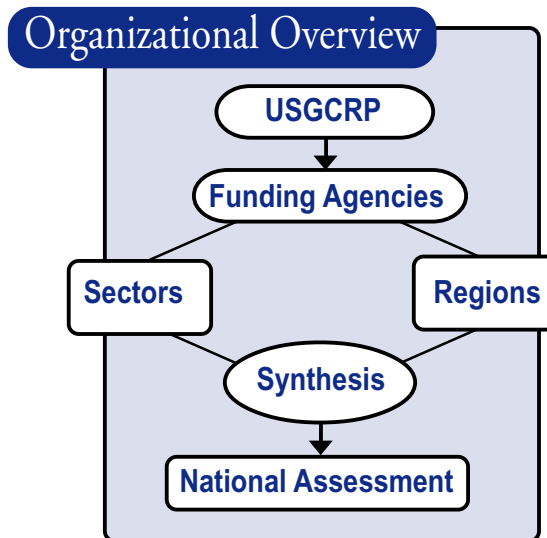 Organizational Overview
USGCRP
Funding Agencies
Sectors
Regions
Synthesis
National Assessment